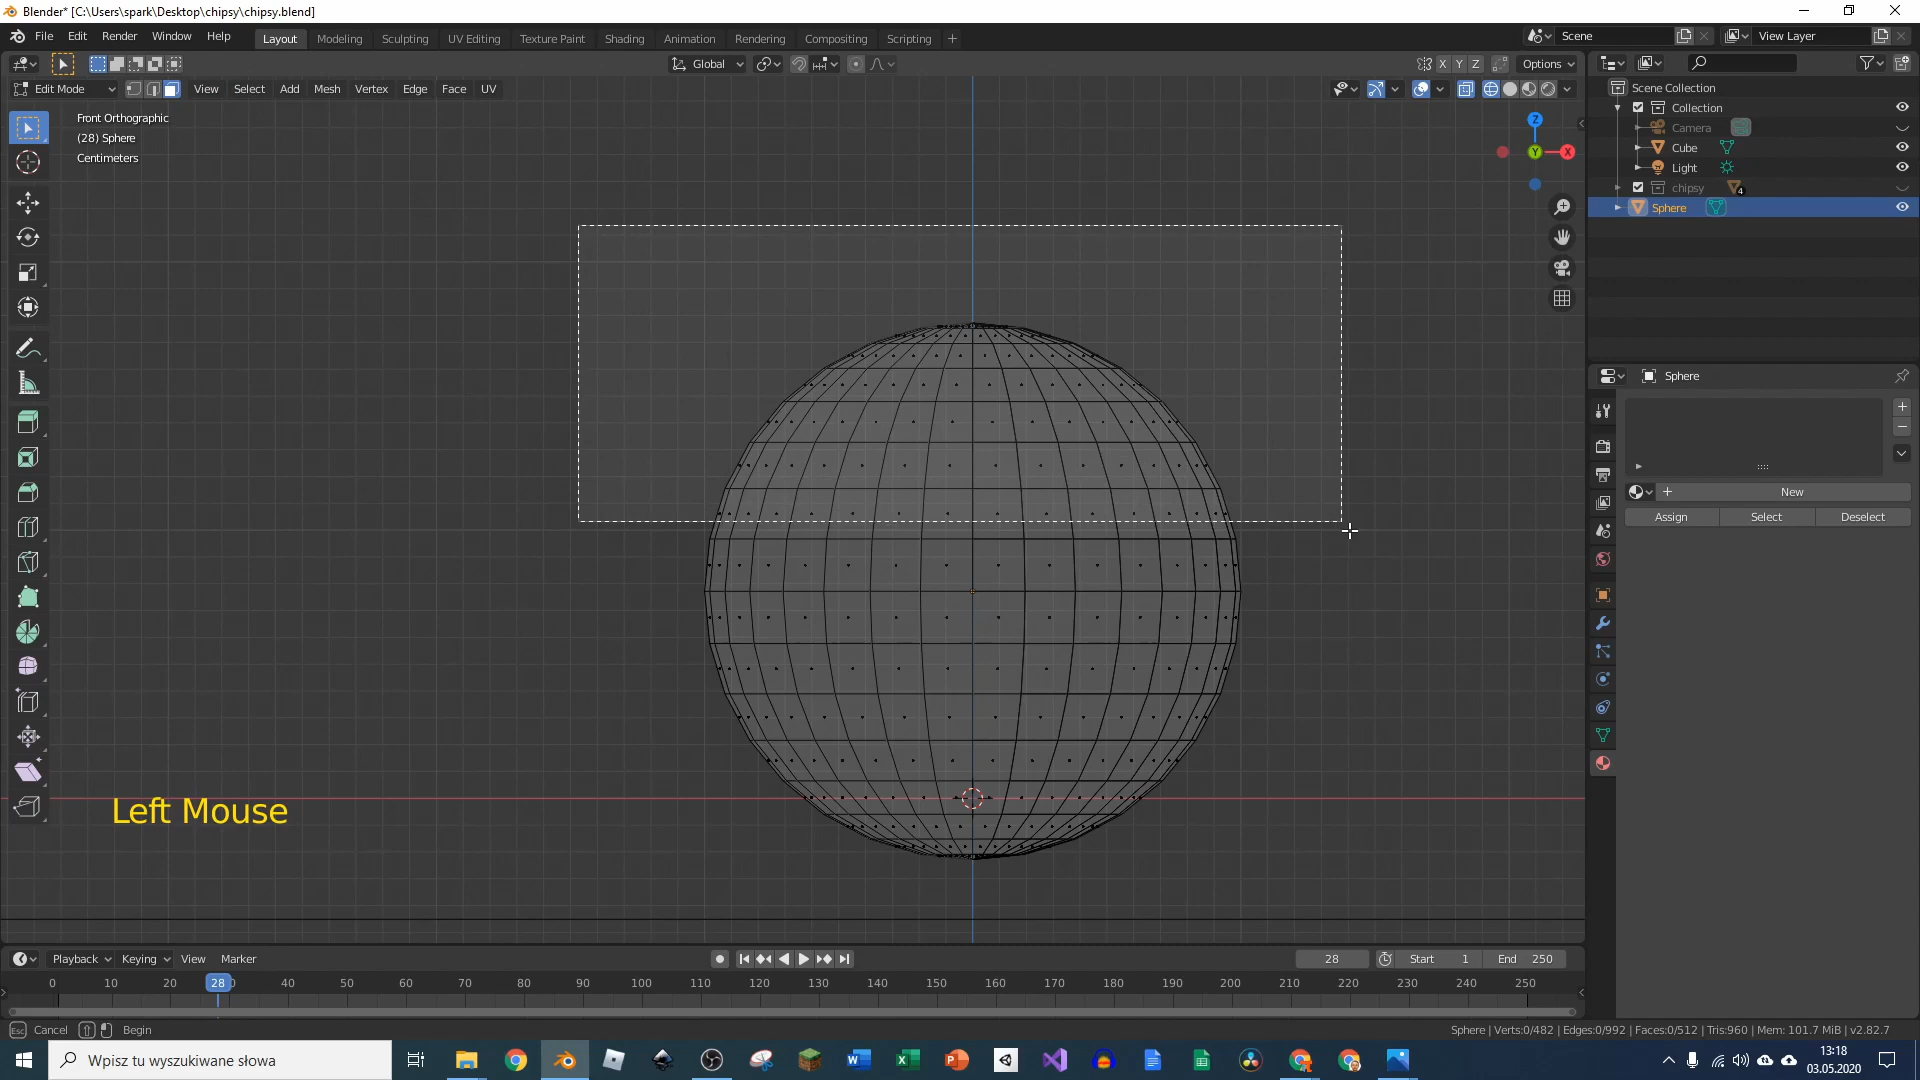 Blender* [C:\Users\spark\Desktop\chipsy\chipsy.blend]
File Edit Render Window Help
Layout Modeling Sculpting UV Editing Texture Paint Shading Animation Rendering Compositing Scripting +
Scene
View Layer
Global
X Y Z
Options
Edit Mode View Select Add Mesh Vertex Edge Face UV
Front Orthographic
(28) Sphere
Centimeters
Z
Y
X
Scene Collection
Collection
Camera
Cube
Light
chipsy
4
Sphere
Sphere
New
Assign Select Deselect
Left Mouse
Playback Keying View Marker
28
Start 1
End 250
0 10 20 28 40 50 60 70 80 90 100 110 120 130 140 150 160 170 180 190 200 210 220 230 240 250
Esc Cancel Begin
Sphere | Verts:0/482 | Edges:0/992 | Faces:0/512 | Tris:960 | Mem: 101.7 MiB | v2.82.7
Wpisz tu wyszukiwane słowa
13:18
03.05.2020